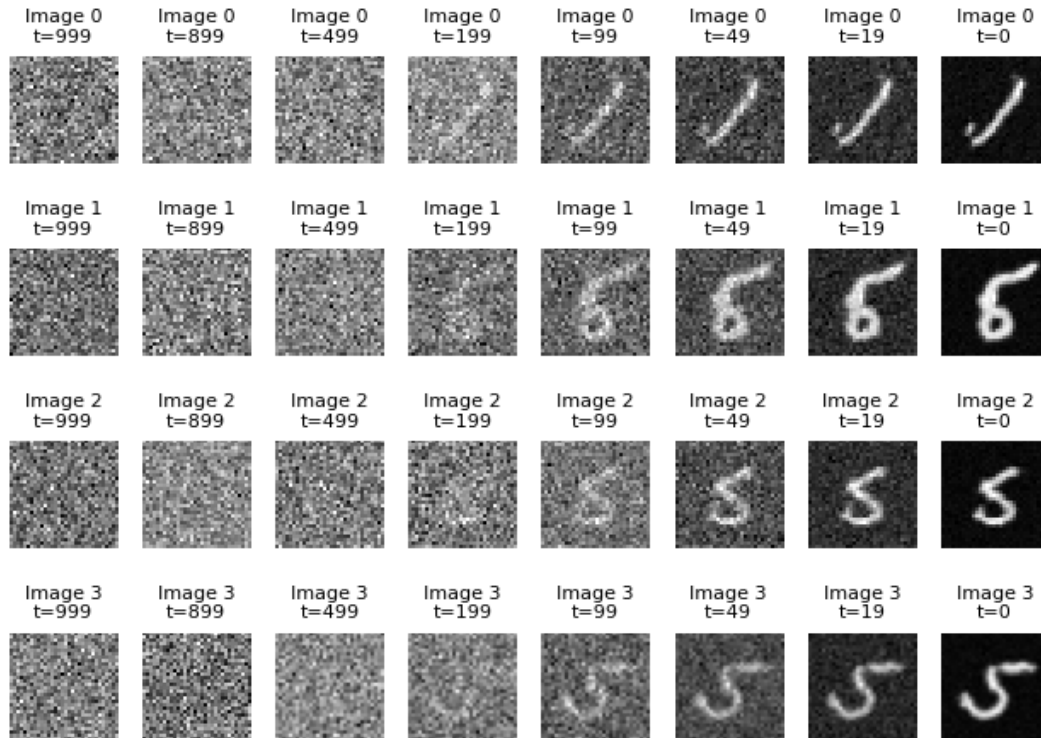 Image 0 Image 0 Image 0 Image 0 Image 0 Image 0 Image 0 Image 0
t=999 t=899 t=499 t=199 t=99 t=49 t=19 t=0
Image 1 Image 1 Image 1 Image 1 Image 1 Image 1 Image 1 Image 1
t=999 t=899 t=499 t=199 t=99 t=49 t=19 t=0
Image 2 Image 2 Image 2 Image 2 Image 2 Image 2 Image 2 Image 2
t=999 t=899 t=499 t=199 t=99 t=49 t=19 t=0
Image 3 Image 3 Image 3 Image 3 Image 3 Image 3 Image 3 Image 3
t=999 t=899 t=499 t=199 t=99 t=49 t=19 t=0